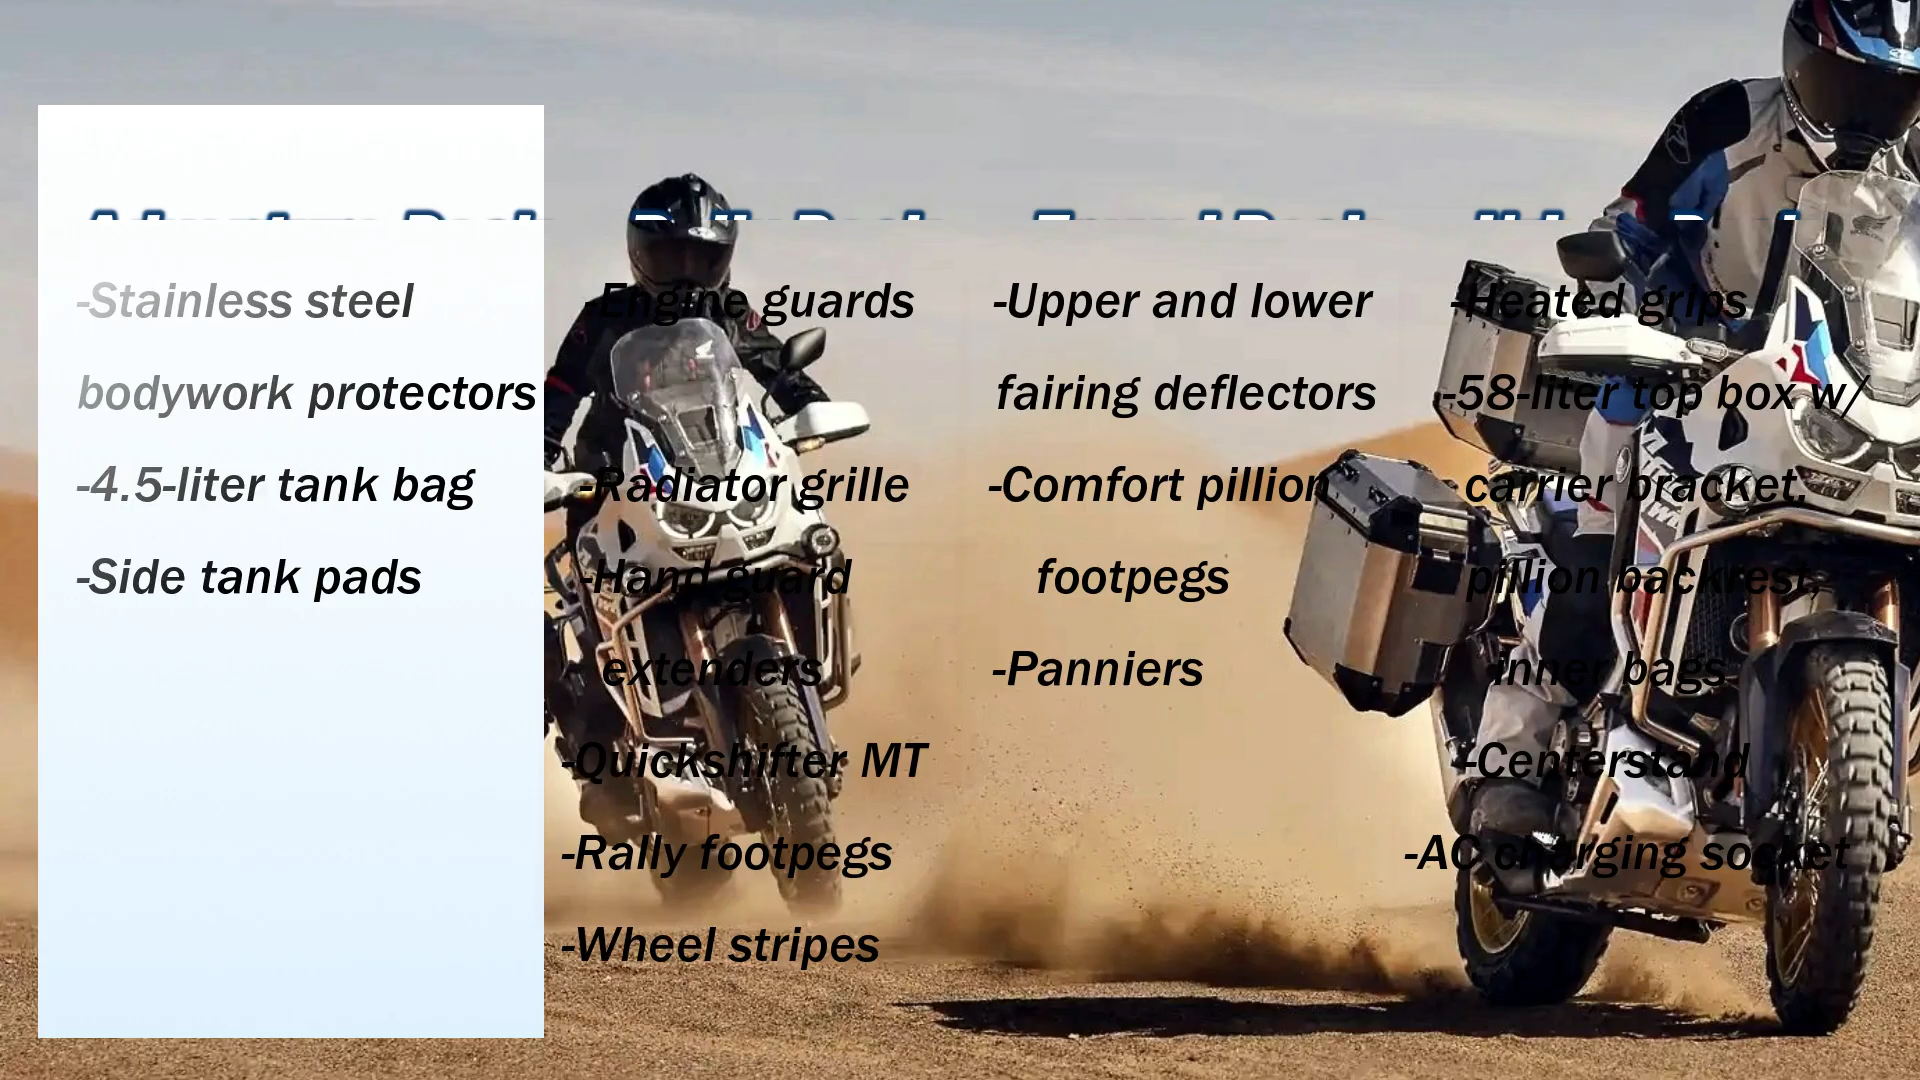 -Stainless steel
bodywork protectors
-4.5-liter tank bag
-Side tank pads
-Engine guards
-Radiator grille
-Hand guard
extenders
-Quickshifter MT
-Rally footpegs
-Wheel stripes
-Upper and lower
fairing deflectors
-Comfort pillion
footpegs
-Panniers
-Heated grips
-58-liter top box w/
carrier bracket,
pillion backrest,
inner bags
-Centerstand
-AC charging socket